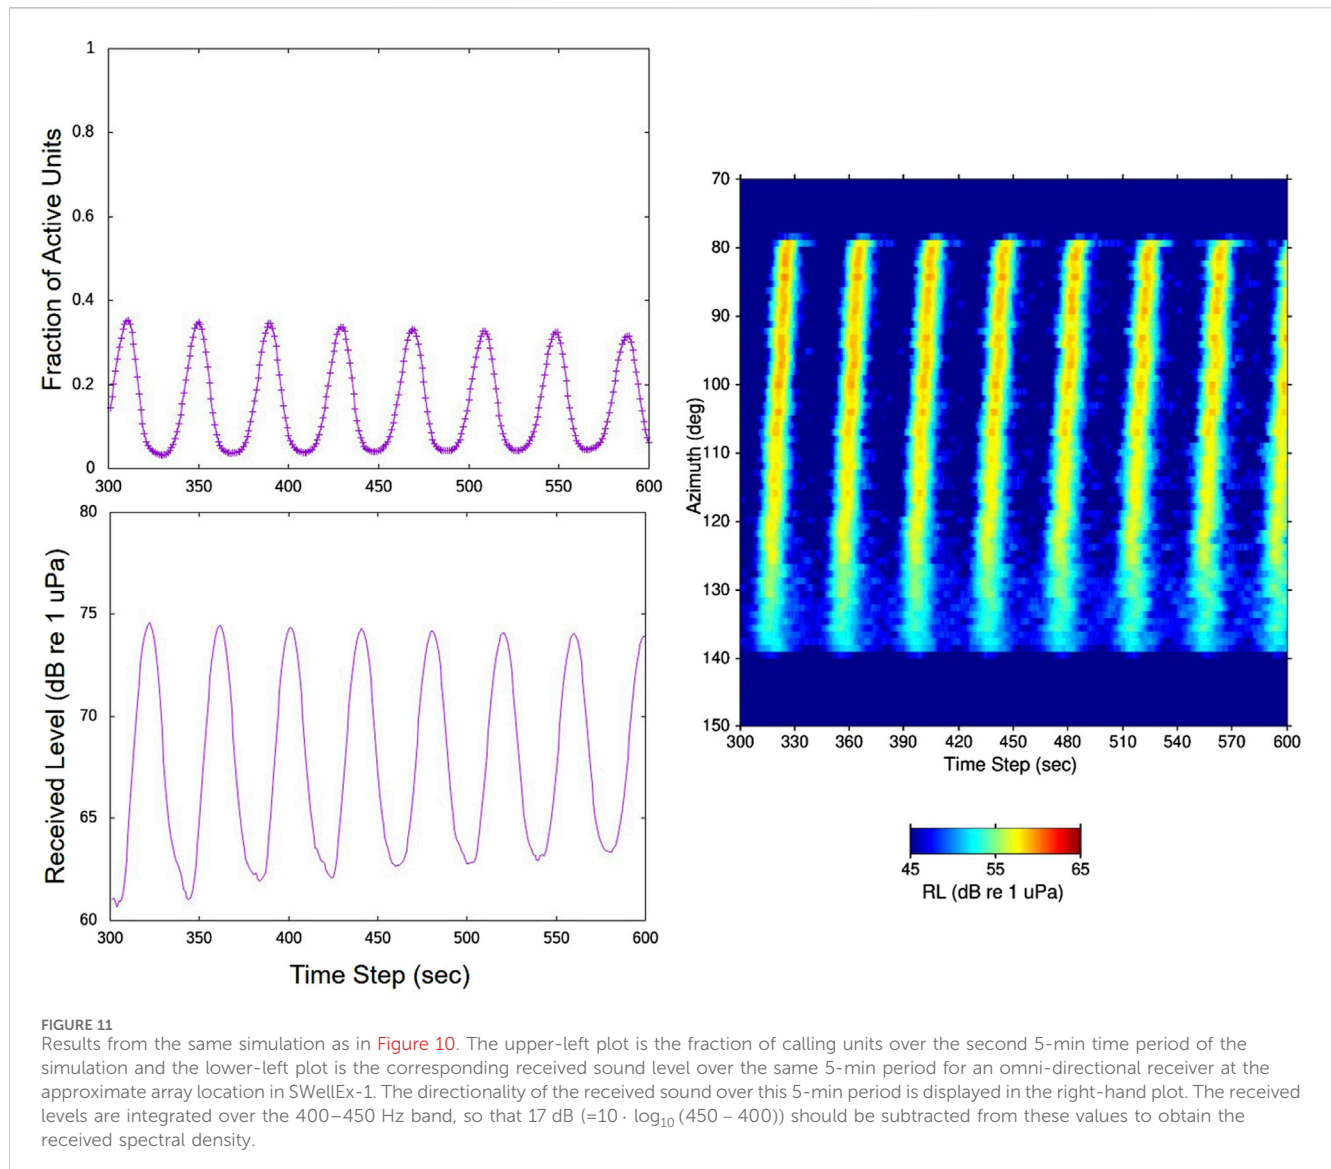 1
0.8
0.6
0.4
0.2
0
Fraction of Active Units
300 350 400 450 500 550 600
80
75
70
65
60
Received Level (dB re 1 uPa)
300 350 400 450 500 550 600
Time Step (sec)
70
80
90
100
110
120
130
140
150
Azimuth (deg)
300 330 360 390 420 450 480 510 540 570 600
Time Step (sec)
45 55 65
RL (dB re 1 uPa)
FIGURE 11
Results from the same simulation as in Figure 10. The upper-left plot is the fraction of calling units over the second 5-min time period of the
simulation and the lower-left plot is the corresponding received sound level over the same 5-min period for an omni-directional receiver at the
approximate array location in SWellEx-1. The directionality of the received sound over this 5-min period is displayed in the right-hand plot. The received
levels are integrated over the 400–450 Hz band, so that 17 dB (=10 · log₁₀ (450 – 400)) should be subtracted from these values to obtain the
received spectral density.